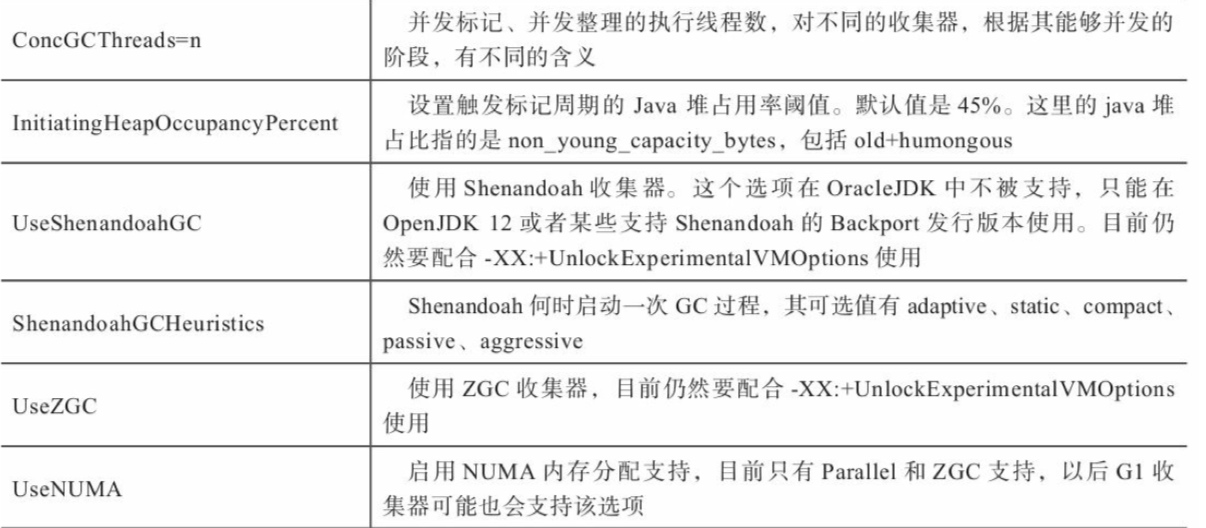 ConcGCThreads=n
并发标记、并发整理的执行线程数，对不同的收集器，根据其能够并发的
阶段，有不同的含义
InitiatingHeapOccupancyPercent
设置触发标记周期的 Java 堆占用率阈值。默认值是 45%。这里的 java 堆
占比指的是 non_young_capacity_bytes，包括 old+humongous
UseShenandoahGC
使用 Shenandoah 收集器。这个选项在 OracleJDK 中不被支持，只能在
OpenJDK 12 或者某些支持 Shenandoah 的 Backport 发行版本使用。目前仍
然要配合 -XX:+UnlockExperimentalVMOptions 使用
ShenandoahGCHeuristics
Shenandoah 何时启动一次 GC 过程，其可选值有 adaptive、static、compact、
passive、aggressive
UseZGC
使用 ZGC 收集器，目前仍然要配合 -XX:+UnlockExperimentalVMOptions
使用
UseNUMA
启用 NUMA 内存分配支持，目前只有 Parallel 和 ZGC 支持，以后 G1 收
集器可能也会支持该选项